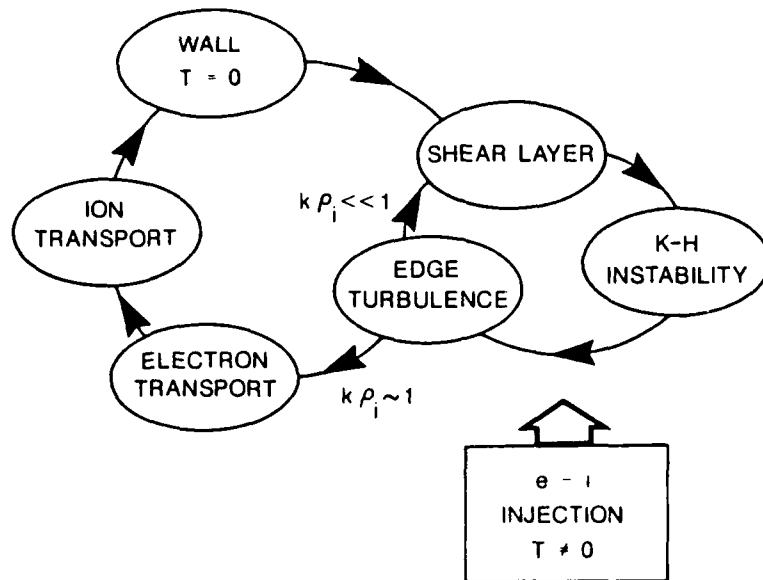 WALL
T = 0
SHEAR LAYER
k ρi << 1
ION
TRANSPORT
K-H
INSTABILITY
EDGE
TURBULENCE
ELECTRON
TRANSPORT
k ρi ~ 1
e - i
INJECTION
T ≠ 0